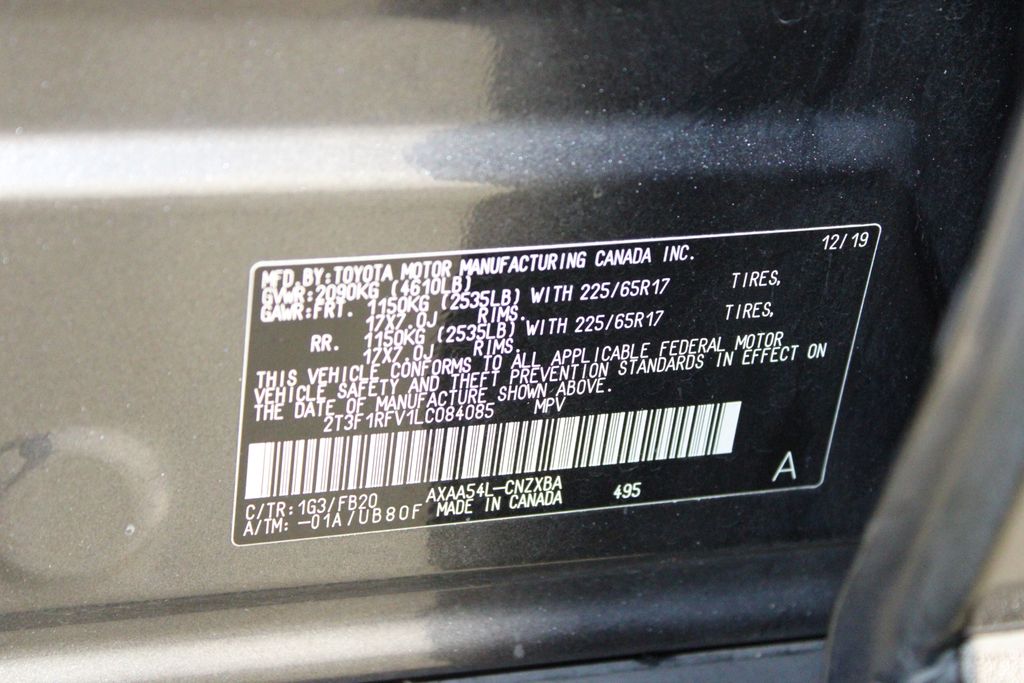 12/19
MFD. BY: TOYOTA MOTOR MANUFACTURING CANADA INC.
GVWR: 2090KG (4610LB)
GAWR: FRT. 1150KG (2535LB) WITH 225/65R17 TIRES,
17X7.0J RIMS.
RR. 1150KG (2535LB) WITH 225/65R17 TIRES,
17X7.0J RIMS.
THIS VEHICLE CONFORMS TO ALL APPLICABLE FEDERAL MOTOR
VEHICLE SAFETY AND THEFT PREVENTION STANDARDS IN EFFECT ON
THE DATE OF MANUFACTURE SHOWN ABOVE.
2T3F1RFV1LC084085 MPV
C/TR: 1G3/FB20 AXAA54L-CNZXBA 495 A
A/TM: -01A/UB80F MADE IN CANADA